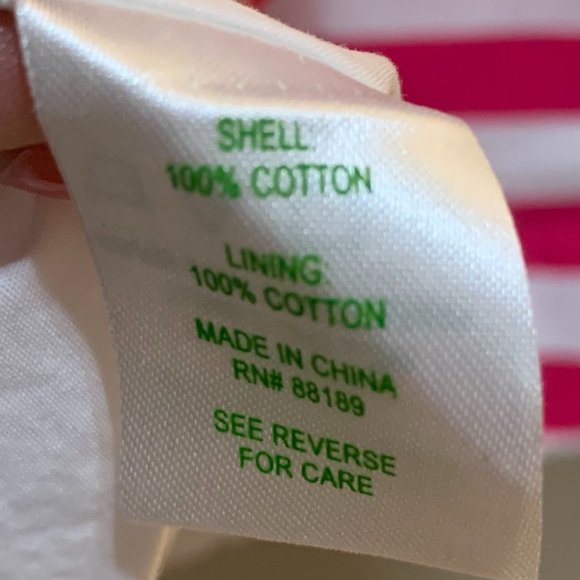 SHELL:
100% COTTON
LINING:
100% COTTON
MADE IN CHINA
RN# 88189
SEE REVERSE
FOR CARE